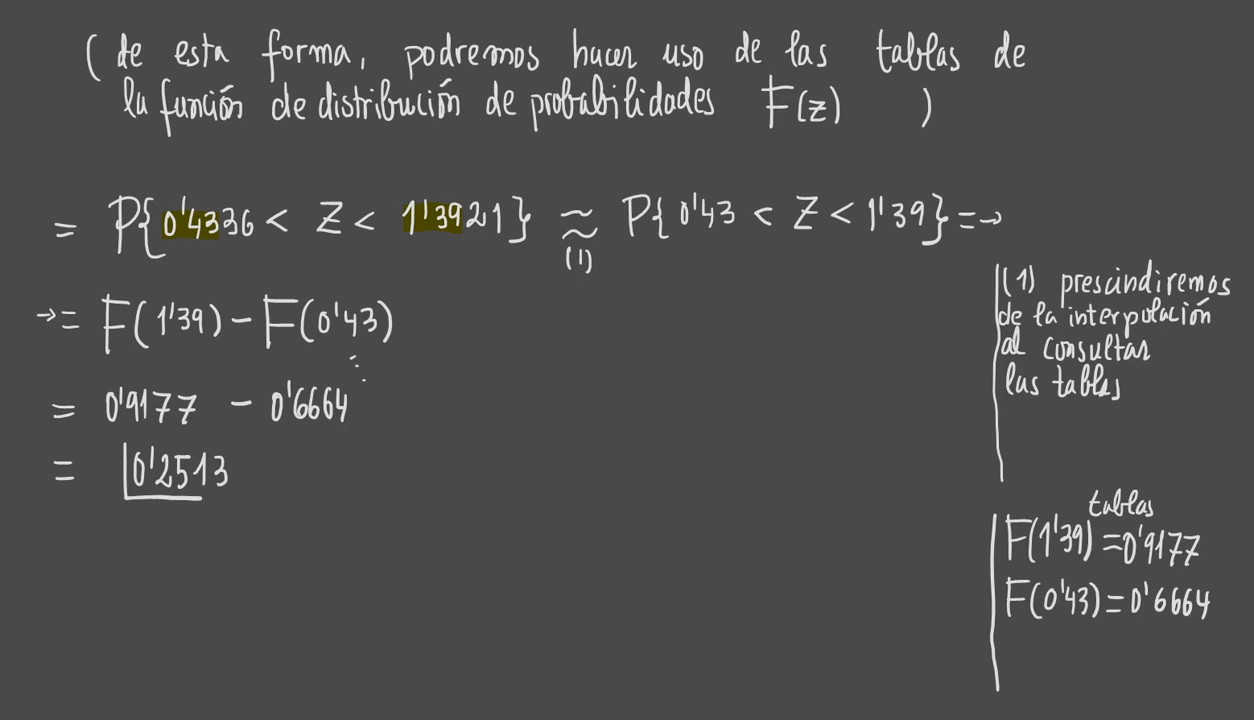 ( de esta forma, podremos hacer uso de las tablas de
la función de distribución de probabilidades F(z) )
= P{0'4336 < Z < 1'3921} ≈ P{0'43 < Z < 1'39} = →
(1)
(1) prescindiremos
de la interpolación
al consultar
las tablas
→ = F(1'39) - F(0'43)
= 0'9177 - 0'6664
= 0'2513
tablas
F(1'39) = 0'9177
F(0'43) = 0'6664